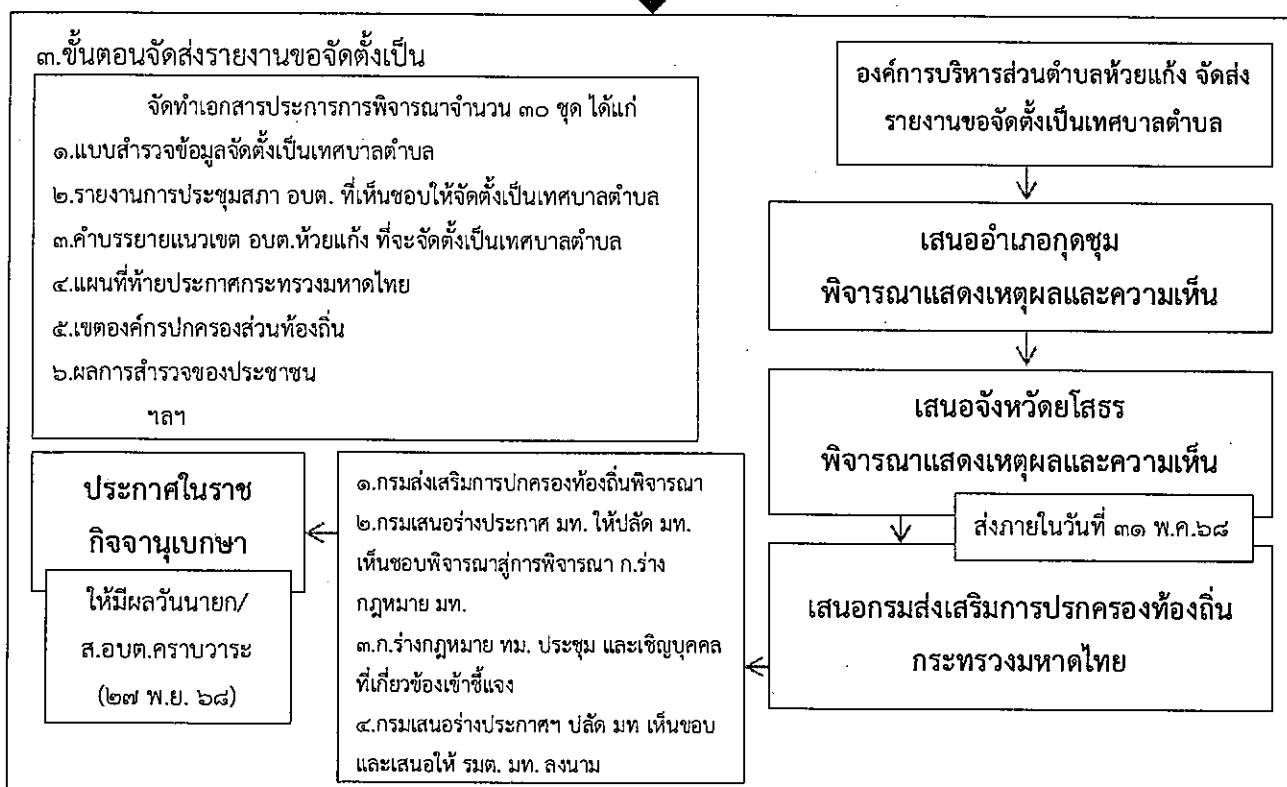 ๓.ขั้นตอนจัดส่งรายงานขอจัดตั้งเป็น
จัดทำเอกสารประการการพิจารณาจำนวน ๓๐ ชุด ได้แก่
๑.แบบสำรวจข้อมูลจัดตั้งเป็นเทศบาลตำบล
๒.รายงานการประชุมสภา อบต. ที่เห็นชอบให้จัดตั้งเป็นเทศบาลตำบล
๓.คำบรรยายแนวเขต อบต.ห้วยแก้ง ที่จะจัดตั้งเป็นเทศบาลตำบล
๔.แผนที่ท้ายประกาศกระทรวงมหาดไทย
๕.เขตองค์กรปกครองส่วนท้องถิ่น
๖.ผลการสำรวจของประชาชน
ฯลฯ
องค์การบริหารส่วนตำบลห้วยแก้ง จัดส่ง
รายงานขอจัดตั้งเป็นเทศบาลตำบล
เสนออำเภอกุดชุม
พิจารณาแสดงเหตุผลและความเห็น
เสนอจังหวัดยโสธร
พิจารณาแสดงเหตุผลและความเห็น
ส่งภายในวันที่ ๓๑ พ.ค.๖๘
เสนอกรมส่งเสริมการปรกครองท้องถิ่น
กระทรวงมหาดไทย
๑.กรมส่งเสริมการปกครองท้องถิ่นพิจารณา
๒.กรมเสนอร่างประกาศ มท. ให้ปลัด มท.
เห็นชอบพิจารณาสู่การพิจารณา ก.ร่าง
กฎหมาย มท.
๓.ก.ร่างกฎหมาย ทม. ประชุม และเชิญบุคคล
ที่เกี่ยวข้องเข้าชี้แจง
๔.กรมเสนอร่างประกาศฯ ปลัด มท เห็นชอบ
และเสนอให้ รมต. มท. ลงนาม
ประกาศในราช
กิจจานุเบกษา
ให้มีผลวันนายก/
ส.อบต.คราบวาระ
(๒๗ พ.ย. ๖๘)